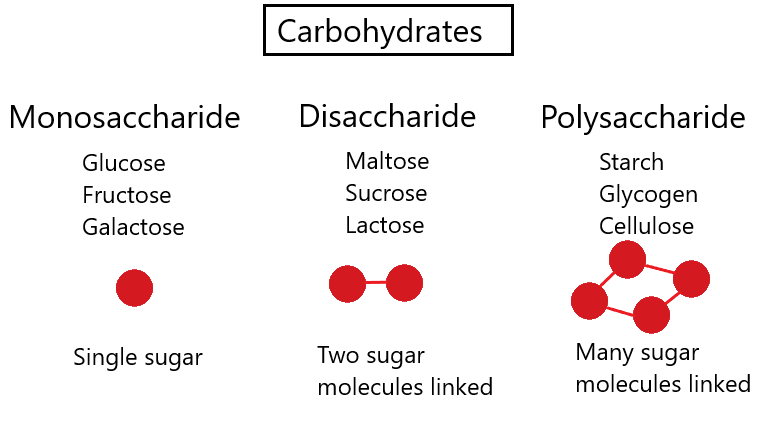 Carbohydrates
Monosaccharide
Glucose
Fructose
Galactose
Single sugar
Disaccharide
Maltose
Sucrose
Lactose
Two sugar
molecules linked
Polysaccharide
Starch
Glycogen
Cellulose
Many sugar
molecules linked